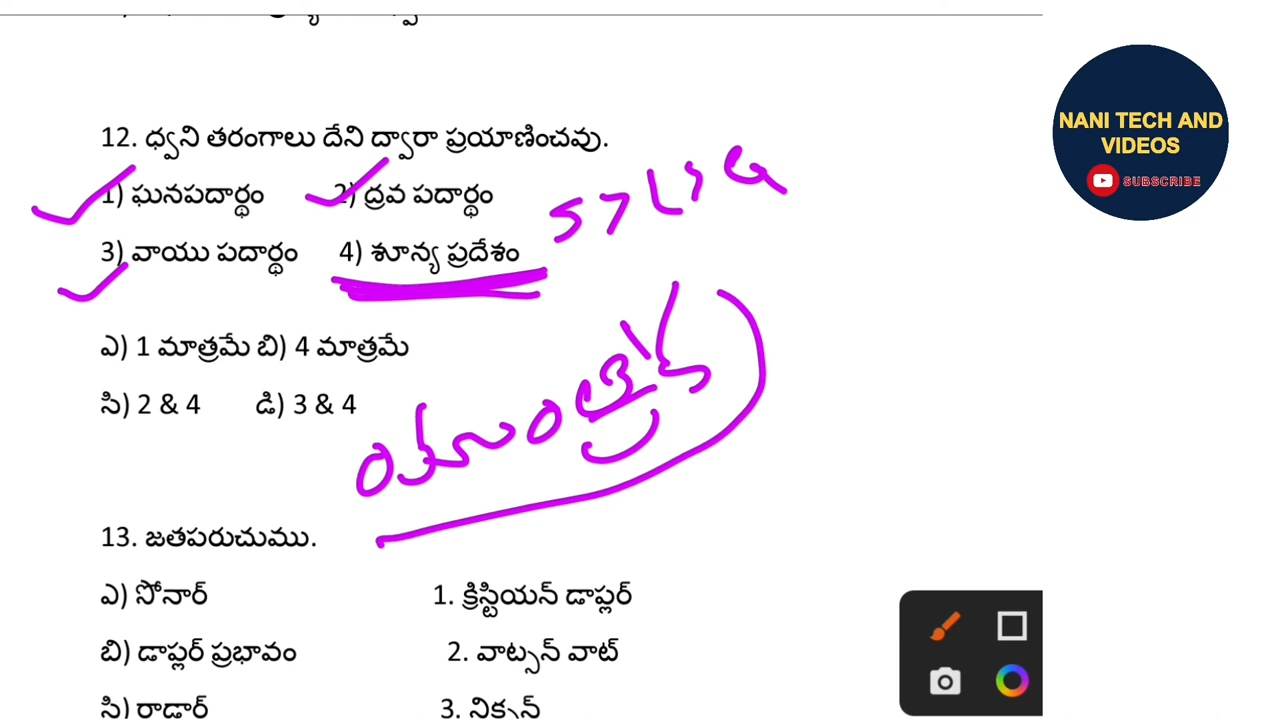 12. ధ్వని తరంగాలు దేని ద్వారా ప్రయాణించవు.
1) ఘనపదార్థం 2) ద్రవ పదార్థం
3) వాయు పదార్థం 4) శూన్య ప్రదేశం
ఎ) 1 మాత్రమే బి) 4 మాత్రమే
సి) 2 & 4 డి) 3 & 4
13. జతపరుచుము.
ఎ) సోనార్ 1. క్రిస్టియన్ డాప్లర్
బి) డాప్లర్ ప్రభావం 2. వాట్సన్ వాట్
సి) రాడార్ 3. నిక్సన్
NANI TECH AND
VIDEOS
SUBSCRIBE